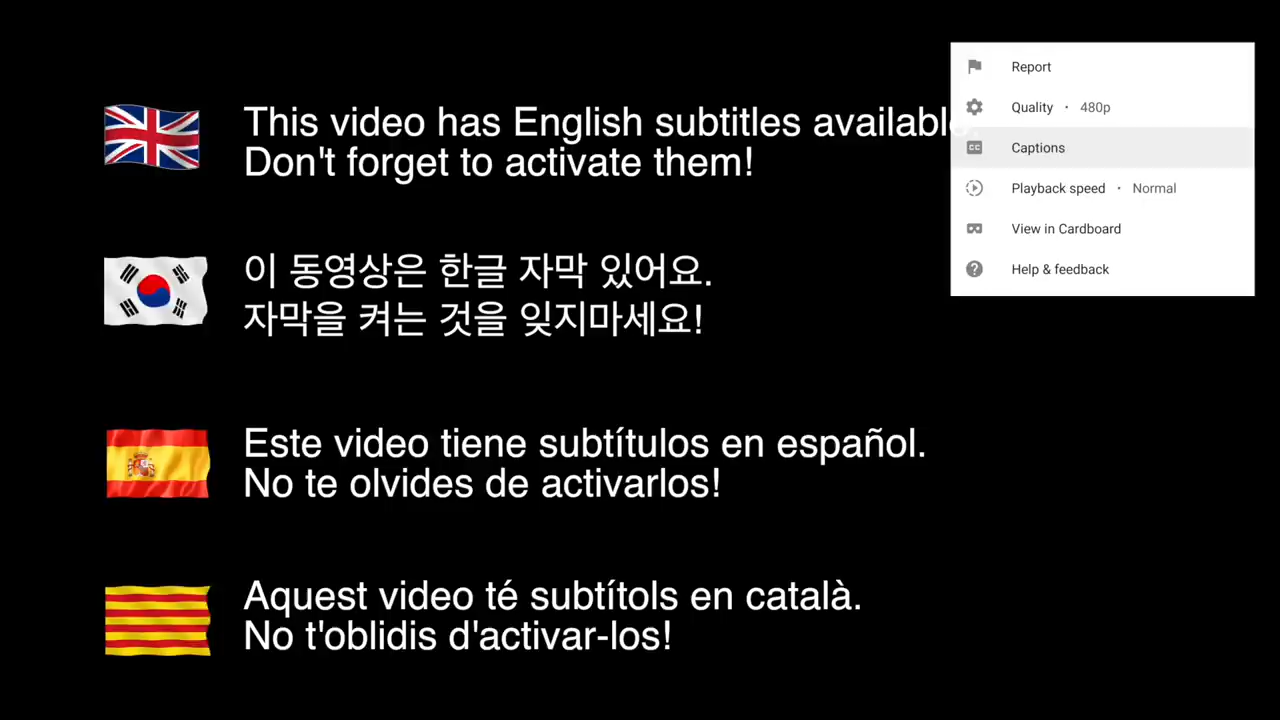 This video has English subtitles available.
Don't forget to activate them!
이 동영상은 한글 자막 있어요.
자막을 켜는 것을 잊지마세요!
Este video tiene subtítulos en español.
No te olvides de activarlos!
Aquest video té subtítols en català.
No t'oblidis d'activar-los!
Report
Quality · 480p
CC Captions
Playback speed · Normal
View in Cardboard
? Help & feedback